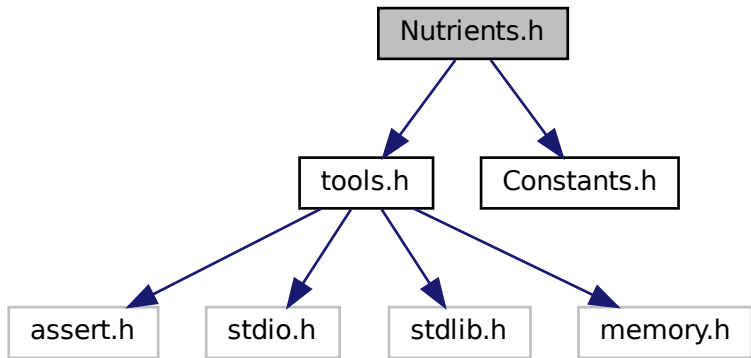 Nutrients.h
tools.h
Constants.h
assert.h
stdio.h
stdlib.h
memory.h